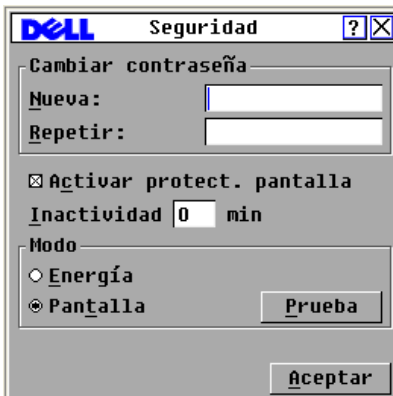 DELL Seguridad ? X
Cambiar contraseña
Nueva:
Repetir:
Activar protect. pantalla
Inactividad 0 min
Modo
Energía
Pantalla Prueba
Aceptar